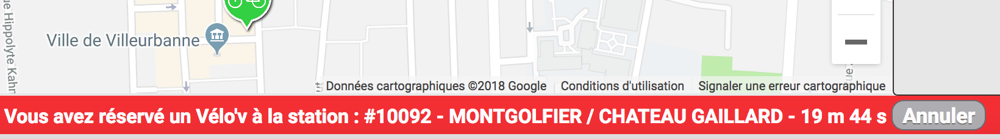 ue Hippolyte Kahn
Ville de Villeurbanne
Données cartographiques ©2018 Google
Conditions d'utilisation
Signaler une erreur cartographique
Vous avez réservé un Vélo'v à la station : #10092 - MONTGOLFIER / CHATEAU GAILLARD - 19 m 44 s
Annuler